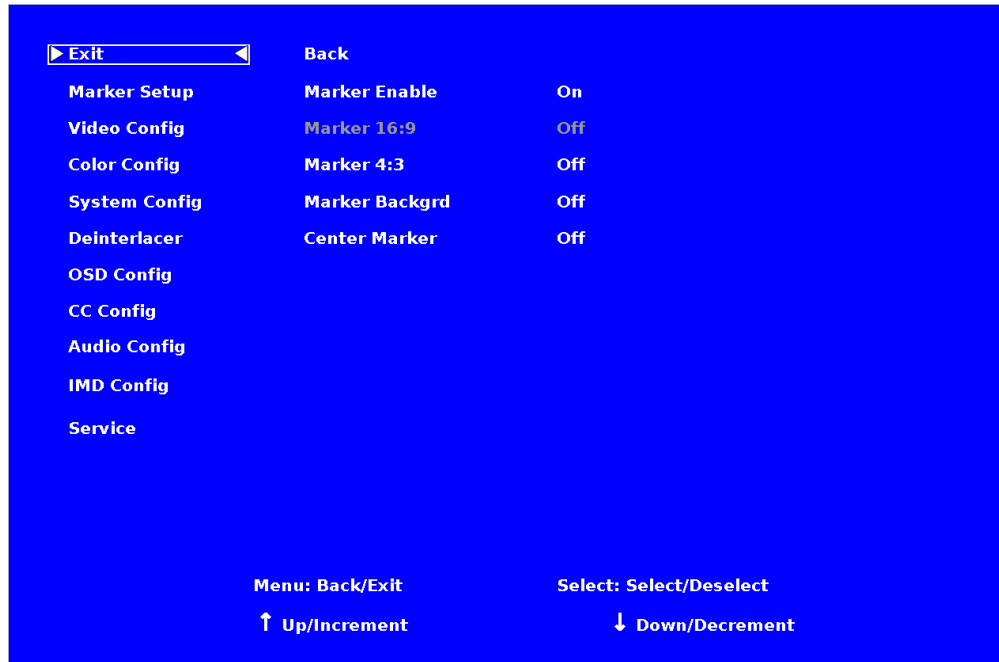 Exit Back
Marker Setup Marker Enable On
Video Config Marker 16:9 Off
Color Config Marker 4:3 Off
System Config Marker Backgrd Off
Deinterlacer Center Marker Off
OSD Config
CC Config
Audio Config
IMD Config
Service
Menu: Back/Exit Select: Select/Deselect
↑ Up/Increment ↓ Down/Decrement